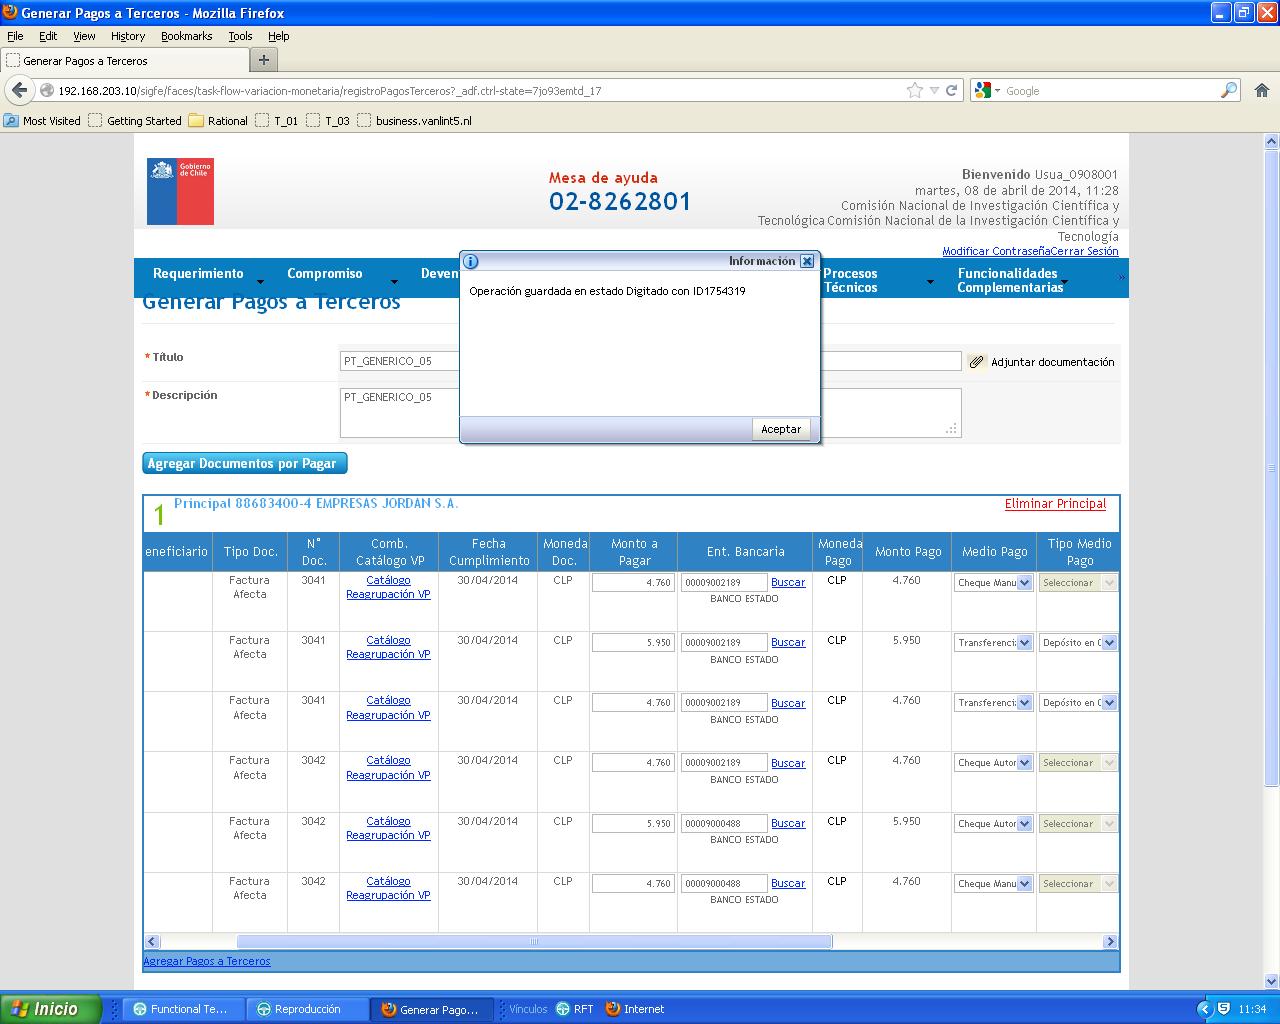 Generar Pagos a Terceros - Mozilla Firefox
File Edit View History Bookmarks Tools Help
Generar Pagos a Terceros
192.168.203.10/sigfe/faces/task-flow-variacion-monetaria/registroPagosTerceros?_adf.ctrl-state=7jo93emtd_17
Google
Most Visited Getting Started Rational T_01 T_03 business.vanlint5.nl
Gobierno de Chile
Mesa de ayuda
02-8262801
Bienvenido Usua_0908001
martes, 08 de abril de 2014, 11:28
Comisión Nacional de Investigación Científica y
Tecnológica Comisión Nacional de la Investigación Científica y
Tecnología
Modificar Contraseña Cerrar Sesión
Requerimiento Compromiso Deven Procesos Técnicos Funcionalidades Complementarias »
Información
Operación guardada en estado Digitado con ID1754319
Aceptar
Generar Pagos a Terceros
* Título PT_GENERICO_05 Adjuntar documentación
* Descripción PT_GENERICO_05
Agregar Documentos por Pagar
1 Principal 88683400-4 EMPRESAS JORDAN S.A. Eliminar Principal
eneficiario Tipo Doc. N° Doc. Comb. Catálogo VP Fecha Cumplimiento Moneda Doc. Monto a Pagar Ent. Bancaria Moneda Pago Monto Pago Medio Pago Tipo Medio Pago
Factura Afecta 3041 Catálogo Reagrupación VP 30/04/2014 CLP 4.760 00009002189 Buscar BANCO ESTADO CLP 4.760 Cheque Manu Seleccionar
Factura Afecta 3041 Catálogo Reagrupación VP 30/04/2014 CLP 5.950 00009002189 Buscar BANCO ESTADO CLP 5.950 Transferenci Depósito en C
Factura Afecta 3041 Catálogo Reagrupación VP 30/04/2014 CLP 4.760 00009002189 Buscar BANCO ESTADO CLP 4.760 Transferenci Depósito en C
Factura Afecta 3042 Catálogo Reagrupación VP 30/04/2014 CLP 4.760 00009002189 Buscar BANCO ESTADO CLP 4.760 Cheque Autor Seleccionar
Factura Afecta 3042 Catálogo Reagrupación VP 30/04/2014 CLP 5.950 00009000488 Buscar BANCO ESTADO CLP 5.950 Cheque Autor Seleccionar
Factura Afecta 3042 Catálogo Reagrupación VP 30/04/2014 CLP 4.760 00009000488 Buscar BANCO ESTADO CLP 4.760 Cheque Manu Seleccionar
Agregar Pagos a Terceros
Inicio Functional Te... Reproducción Generar Pago... Vínculos RFT Internet 11:34